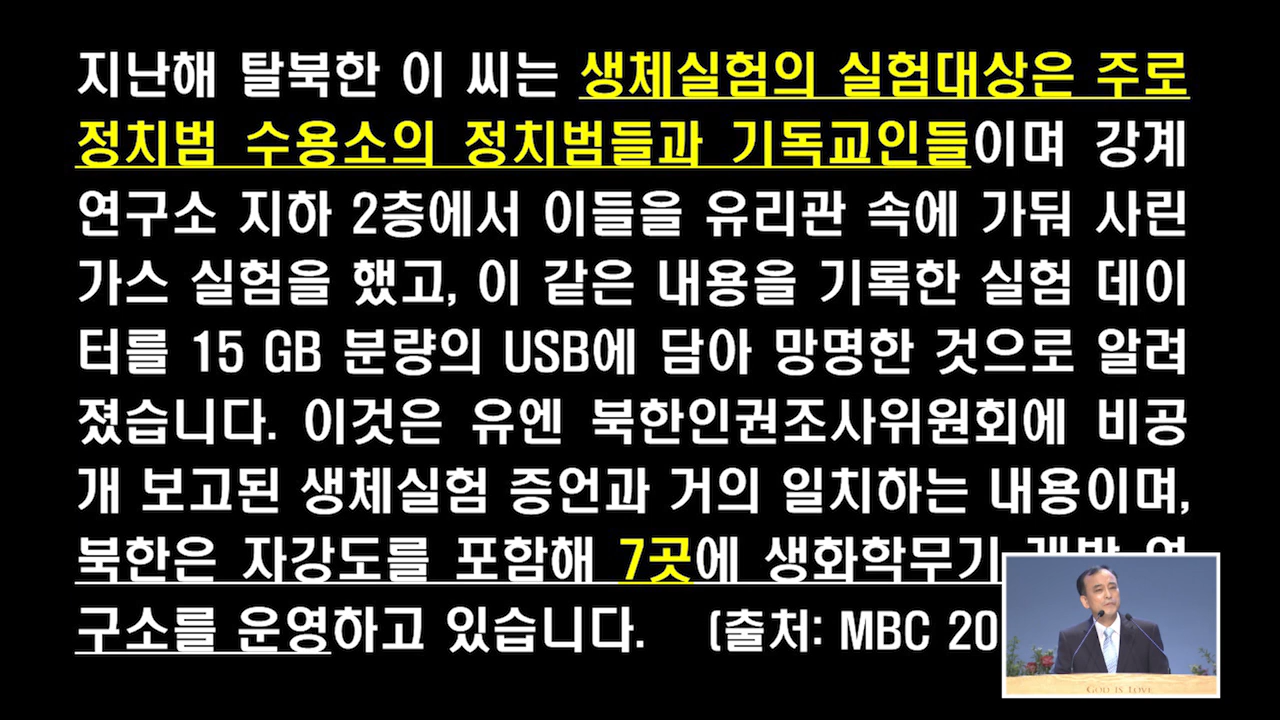 지난해 탈북한 이 씨는 생체실험의 실험대상은 주로
정치범 수용소의 정치범들과 기독교인들이며 강계
연구소 지하 2층에서 이들을 유리관 속에 가둬 사린
가스 실험을 했고, 이 같은 내용을 기록한 실험 데이
터를 15 GB 분량의 USB에 담아 망명한 것으로 알려
졌습니다. 이것은 유엔 북한인권조사위원회에 비공
개 보고된 생체실험 증언과 거의 일치하는 내용이며,
북한은 자강도를 포함해 7곳에 생화학무기
구소를 운영하고 있습니다. (출처: MBC 20
GOD IS LOVE